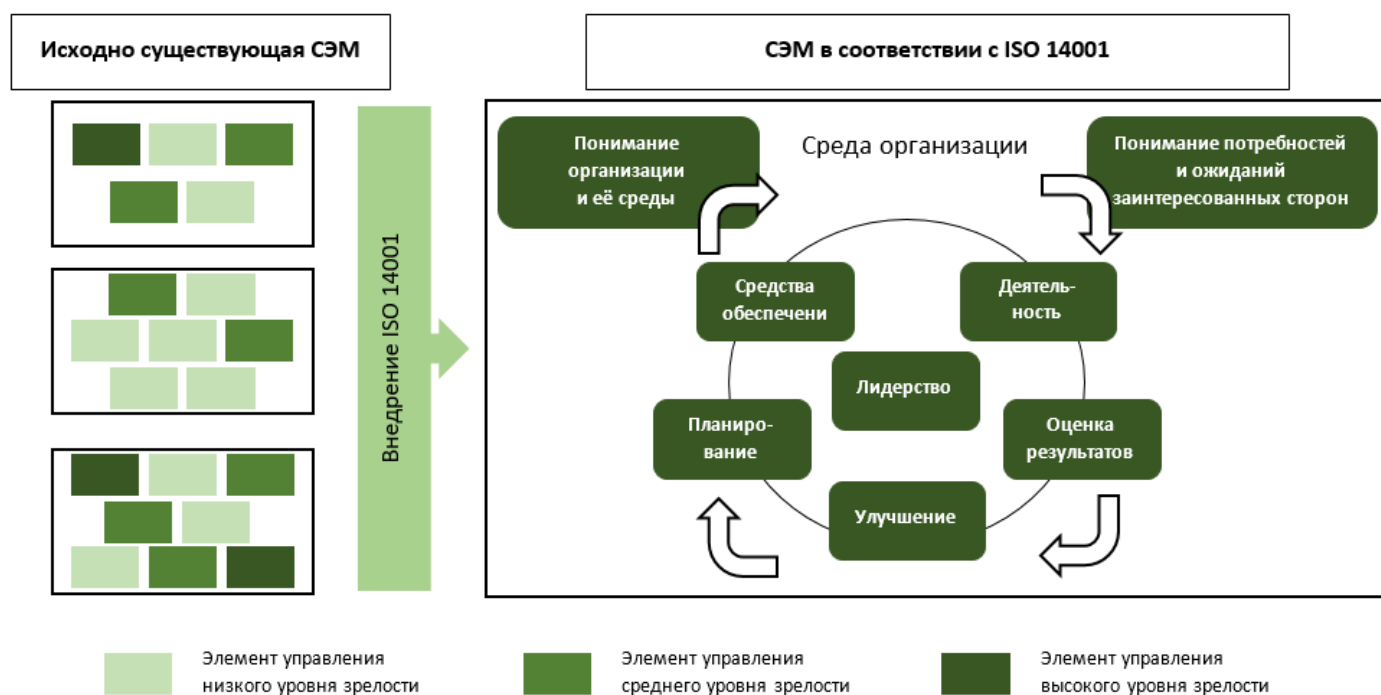 Исходно существующая СЭМ
СЭМ в соответствии с ISO 14001
Внедрение ISO 14001
Понимание
организации
и её среды
Среда организации
Понимание потребностей
и ожиданий
заинтересованных сторон
Средства
обеспечени
Деятель-
ность
Лидерство
Планиро-
вание
Оценка
результатов
Улучшение
Элемент управления
низкого уровня зрелости
Элемент управления
среднего уровня зрелости
Элемент управления
высокого уровня зрелости